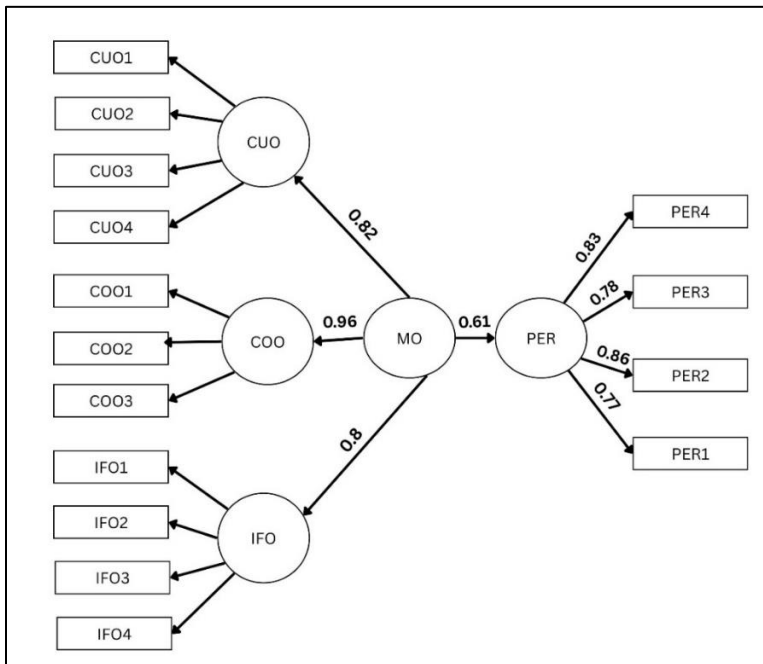 CUO1
CUO2
CUO3
CUO4
CUO
0.82
COO1
COO2
COO3
COO
0.96
MO
0.61
PER
0.8
IFO1
IFO2
IFO3
IFO4
IFO
0.83
0.78
0.86
0.77
PER4
PER3
PER2
PER1